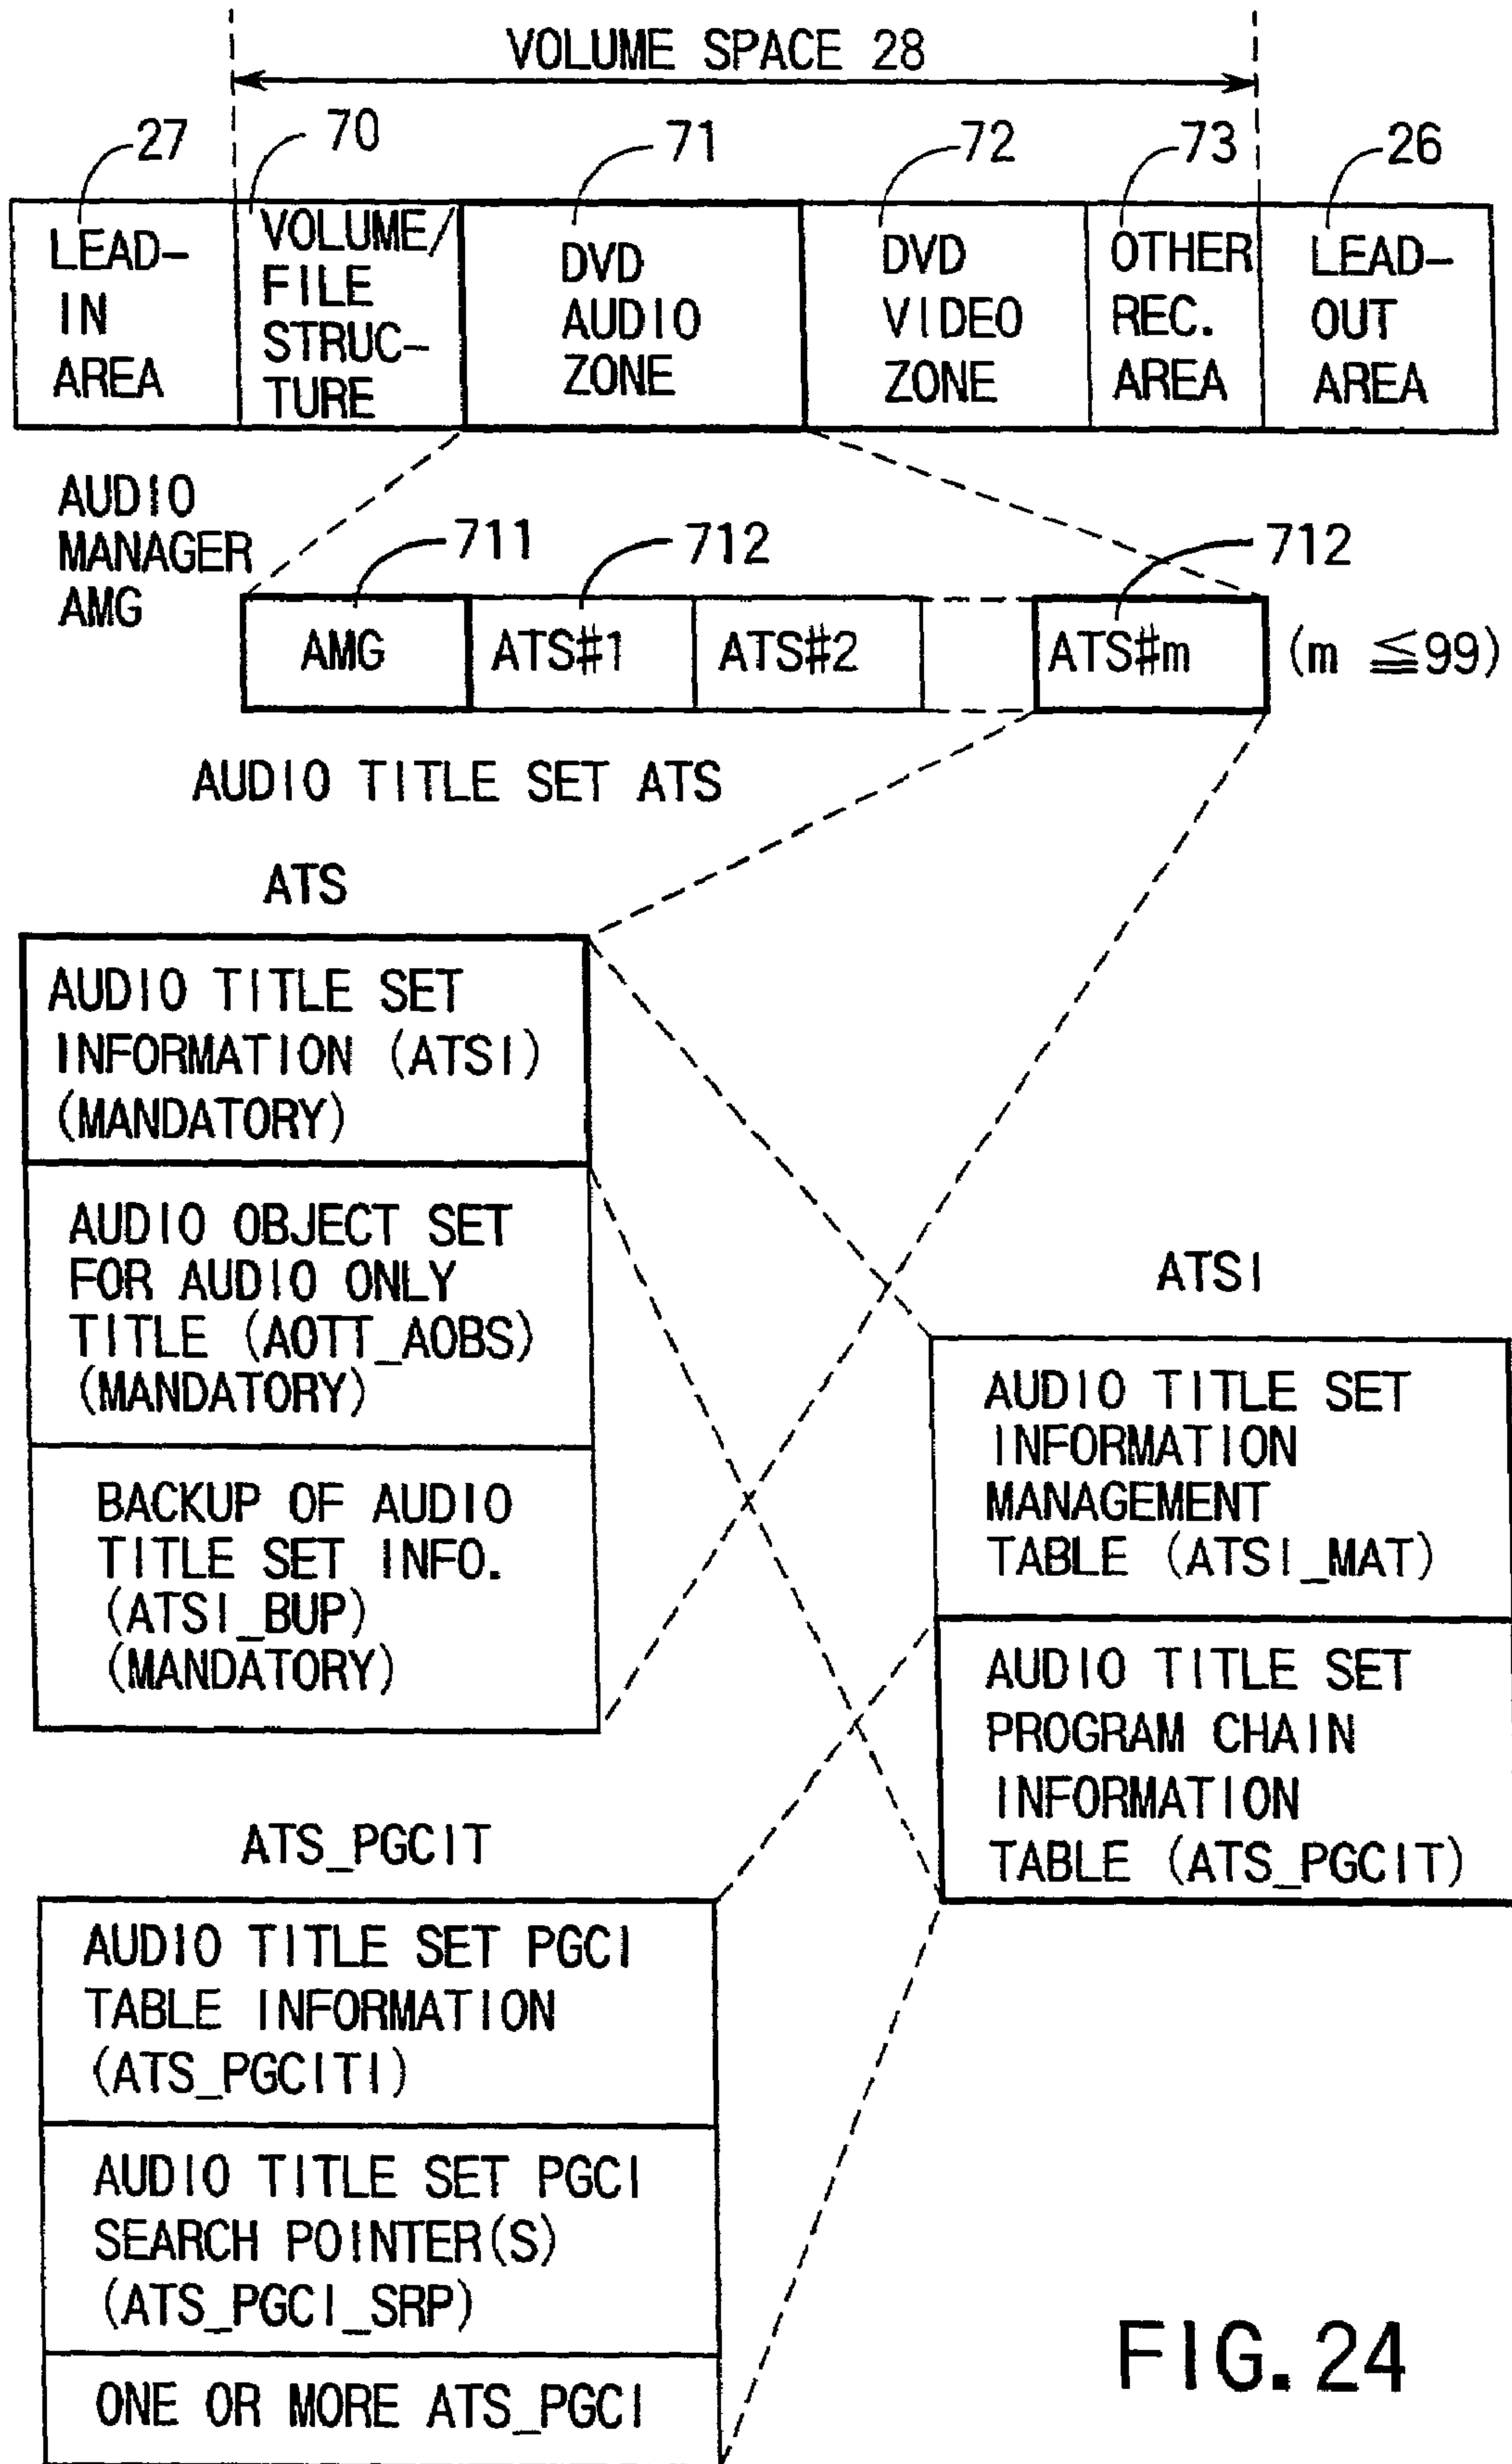 VOLUME SPACE 28
27
70
71
72
73
26
LEAD-
IN
AREA
VOLUME/
FILE
STRUC-
TURE
DVD
AUDIO
ZONE
DVD
VIDEO
ZONE
OTHER
REC.
AREA
LEAD-
OUT
AREA
AUDIO
MANAGER
AMG
711
712
712
AMG
ATS#1
ATS#2
ATS#m
(m ≦99)
AUDIO TITLE SET ATS
ATS
AUDIO TITLE SET
INFORMATION (ATSI)
(MANDATORY)
AUDIO OBJECT SET
FOR AUDIO ONLY
TITLE (AOTT_AOBS)
(MANDATORY)
BACKUP OF AUDIO
TITLE SET INFO.
(ATSI_BUP)
(MANDATORY)
ATSI
AUDIO TITLE SET
INFORMATION
MANAGEMENT
TABLE (ATSI_MAT)
AUDIO TITLE SET
PROGRAM CHAIN
INFORMATION
TABLE (ATS_PGCIT)
ATS_PGCIT
AUDIO TITLE SET PGCI
TABLE INFORMATION
(ATS_PGCITI)
AUDIO TITLE SET PGCI
SEARCH POINTER(S)
(ATS_PGCI_SRP)
ONE OR MORE ATS_PGCI
FIG. 24